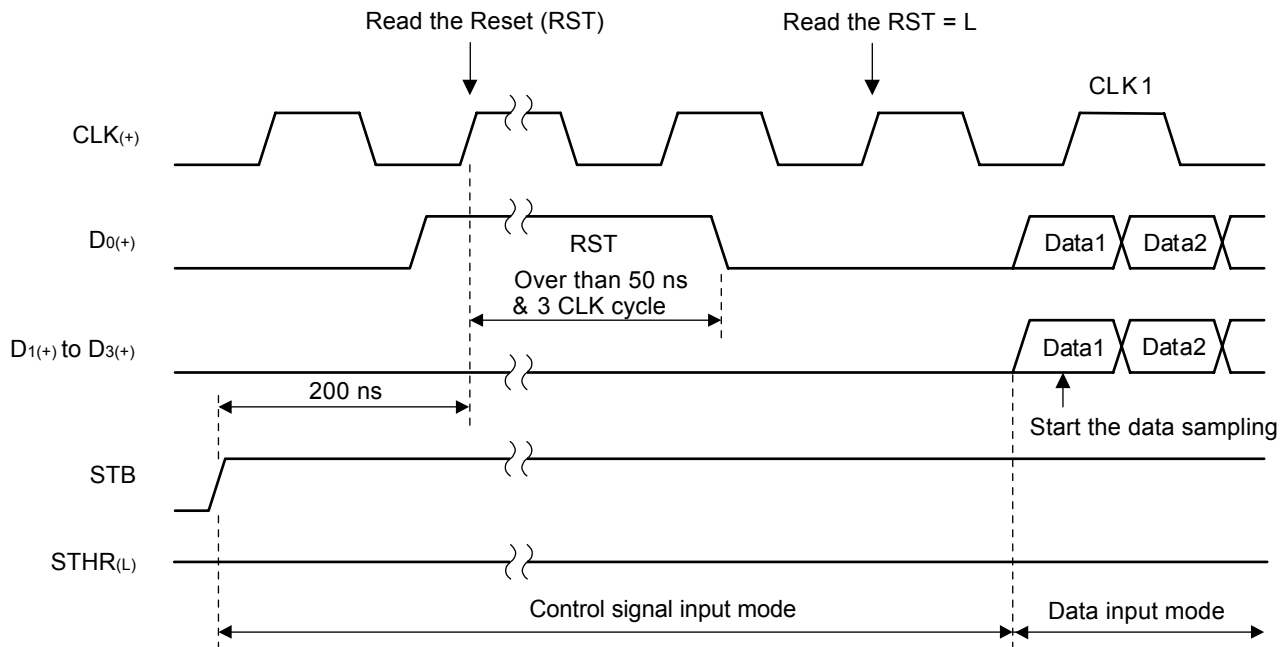 Read the Reset (RST)
Read the RST = L
CLK1
CLK(+)
D0(+)
RST
Data1
Data2
Over than 50 ns
& 3 CLK cycle
D1(+) to D3(+)
Data1
Data2
200 ns
Start the data sampling
STB
STHR(L)
Control signal input mode
Data input mode